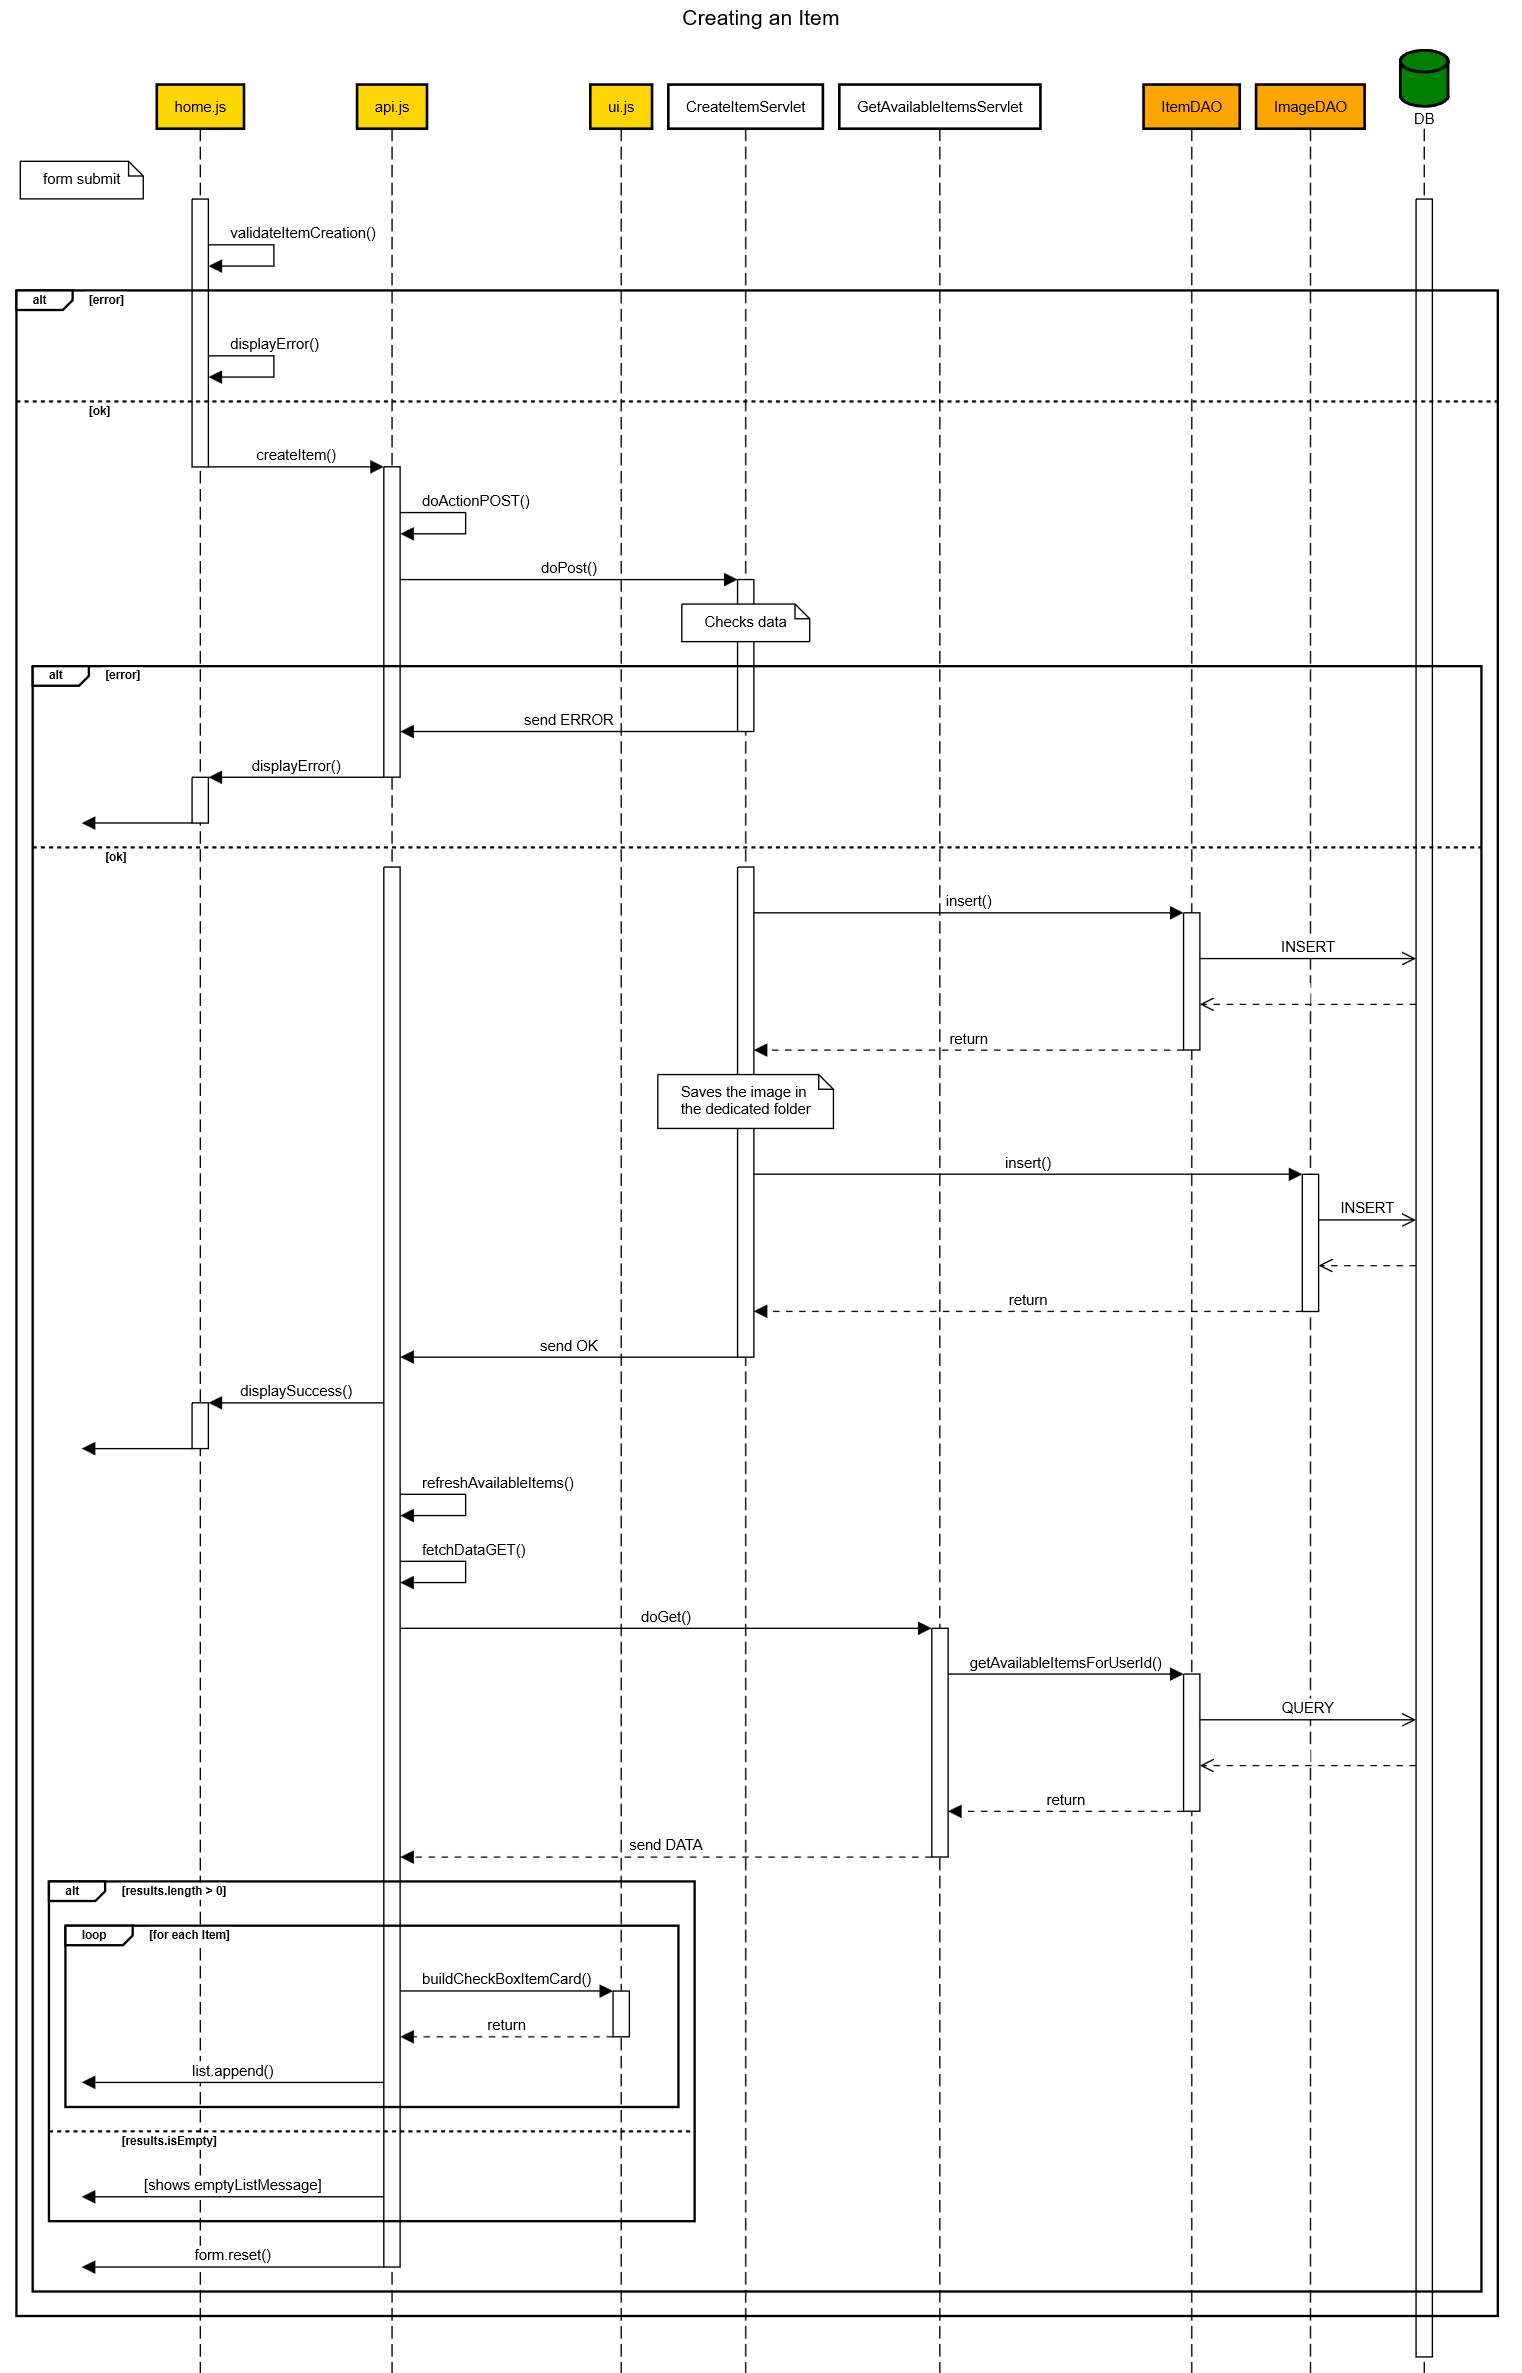 Creating an Item
home.js
api.js
ui.js
CreateItemServlet
GetAvailableItemsServlet
ItemDAO
ImageDAO
DB
form submit
validateItemCreation()
alt
[error]
displayError()
[ok]
createItem()
doActionPOST()
doPost()
Checks data
alt
[error]
send ERROR
displayError()
[ok]
insert()
INSERT
return
Saves the image in
the dedicated folder
insert()
INSERT
return
send OK
displaySuccess()
refreshAvailableItems()
fetchDataGET()
doGet()
getAvailableItemsForUserId()
QUERY
return
send DATA
alt
[results.length > 0]
loop
[for each Item]
buildCheckBoxItemCard()
return
list.append()
[results.isEmpty]
[shows emptyListMessage]
form.reset()